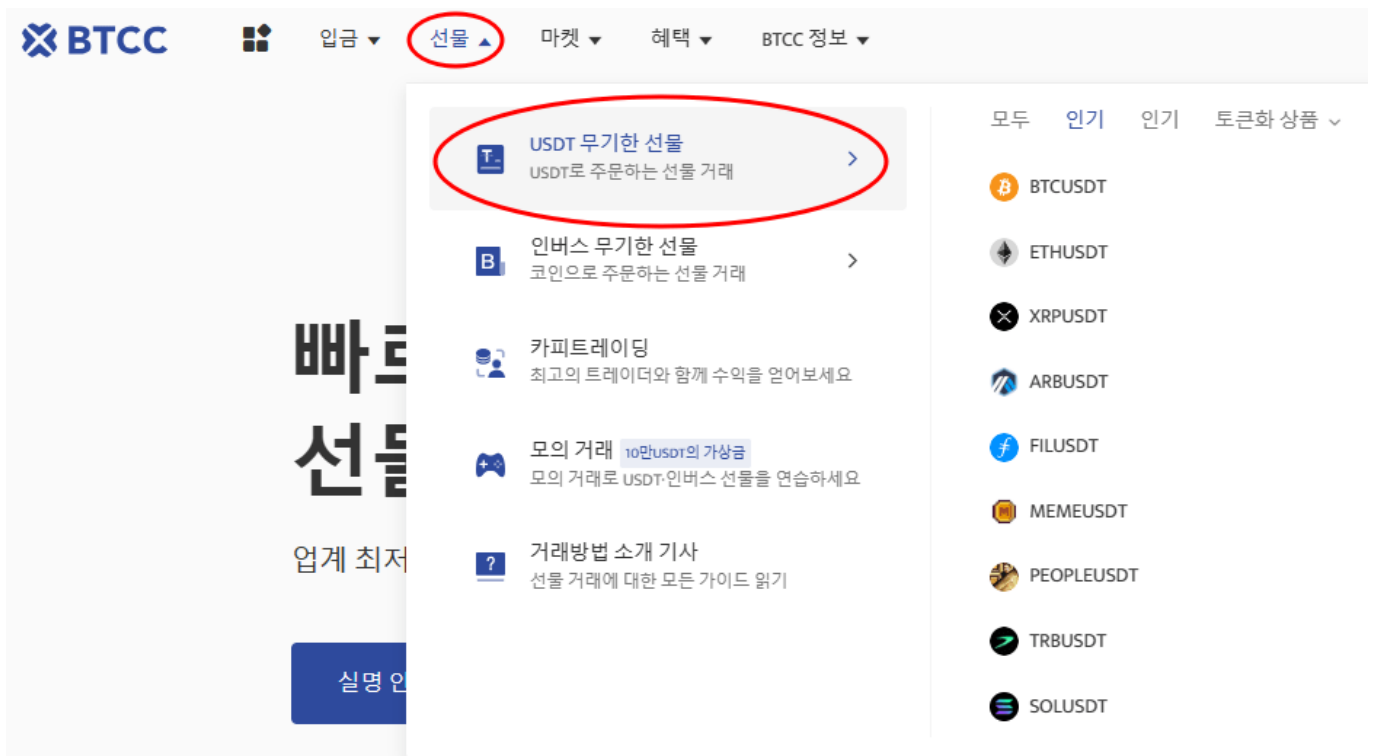 BTCC
입금 ▼
선물 ▲
마켓 ▼
혜택 ▼
BTCC 정보 ▼
USDT 무기한 선물
USDT로 주문하는 선물 거래
인버스 무기한 선물
코인으로 주문하는 선물 거래
카피트레이딩
최고의 트레이더와 함께 수익을 얻어보세요
모의 거래 10만USDT의 가상금
모의 거래로 USDT·인버스 선물을 연습하세요
거래방법 소개 기사
선물 거래에 대한 모든 가이드 읽기
모두 인기 인기 토큰화 상품
BTCUSDT
ETHUSDT
XRPUSDT
ARBUSDT
FILUSDT
MEMEUSDT
PEOPLEUSDT
TRBUSDT
SOLUSDT
빠
선
업계 최저
실명